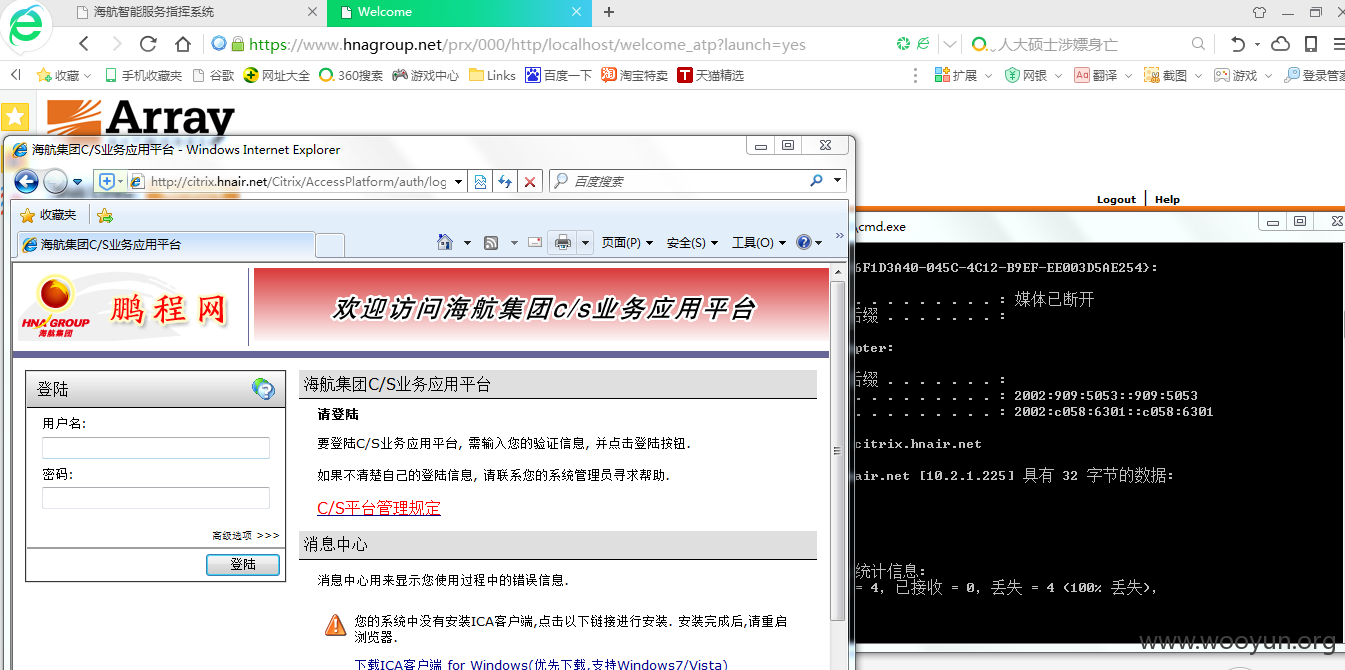 海航智能服务指挥系统
Welcome
https://www.hnagroup.net/prx/000/http/localhost/welcome_atp?launch=yes
人大硕士涉嫖身亡
收藏
手机收藏夹
谷歌
网址大全
360搜索
游戏中心
Links
百度一下
淘宝特卖
天猫精选
扩展
网银
翻译
截图
游戏
登录管家
Array
Logout
Help
海航集团C/S业务应用平台 - Windows Internet Explorer
http://citrix.hnair.net/Citrix/AccessPlatform/auth/log
百度搜索
收藏夹
海航集团C/S业务应用平台
页面(P)
安全(S)
工具(O)
HNA GROUP
海航集团
鹏程网
欢迎访问海航集团c/s业务应用平台
登陆
用户名:
密码:
高级选项 >>>
登陆
海航集团C/S业务应用平台
请登陆
要登陆C/S业务应用平台, 需输入您的验证信息, 并点击登陆按钮.
如果不清楚自己的登陆信息, 请联系您的系统管理员寻求帮助.
C/S平台管理规定
消息中心
消息中心用来显示您使用过程中的错误信息.
您的系统中没有安装ICA客户端,点击以下链接进行安装. 安装完成后,请重启
浏览器.
下载ICA客户端 for Windows(优先下载,支持Windows7/Vista)
\cmd.exe
6F1D3A40-045C-4C12-B9EF-EE003D5AE254}:
. . . . . . . . . : 媒体已断开
后缀 . . . . . . . :
pter:
后缀 . . . . . . . :
. . . . . . . . . : 2002:909:5053::909:5053
. . . . . . . . . : 2002:c058:6301::c058:6301
citrix.hnair.net
air.net [10.2.1.225] 具有 32 字节的数据:
统计信息:
= 4, 已接收 = 0, 丢失 = 4 (100% 丢失),
www.wooyun.org